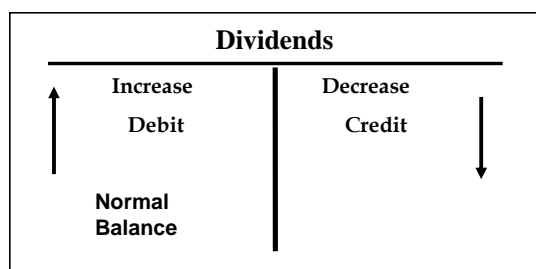 Dividends
Increase Decrease
Debit Credit
Normal
Balance